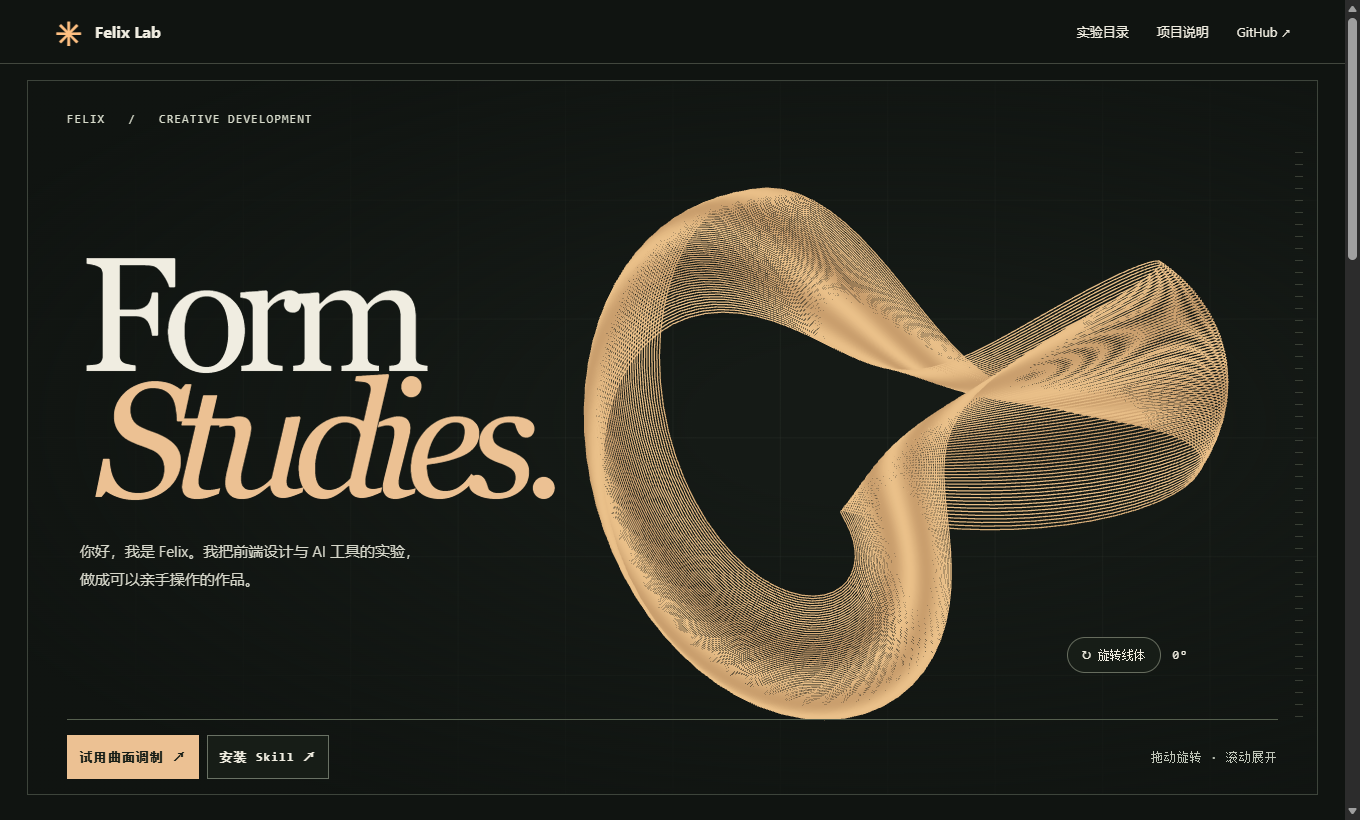 Felix Lab
实验目录 项目说明 GitHub ↗
FELIX / CREATIVE DEVELOPMENT
Form
Studies.
你好，我是 Felix。我把前端设计与 AI 工具的实验，
做成可以亲手操作的作品。
↻ 旋转线体 0°
试用曲面调制 ↗ 安装 Skill ↗
拖动旋转 · 滚动展开